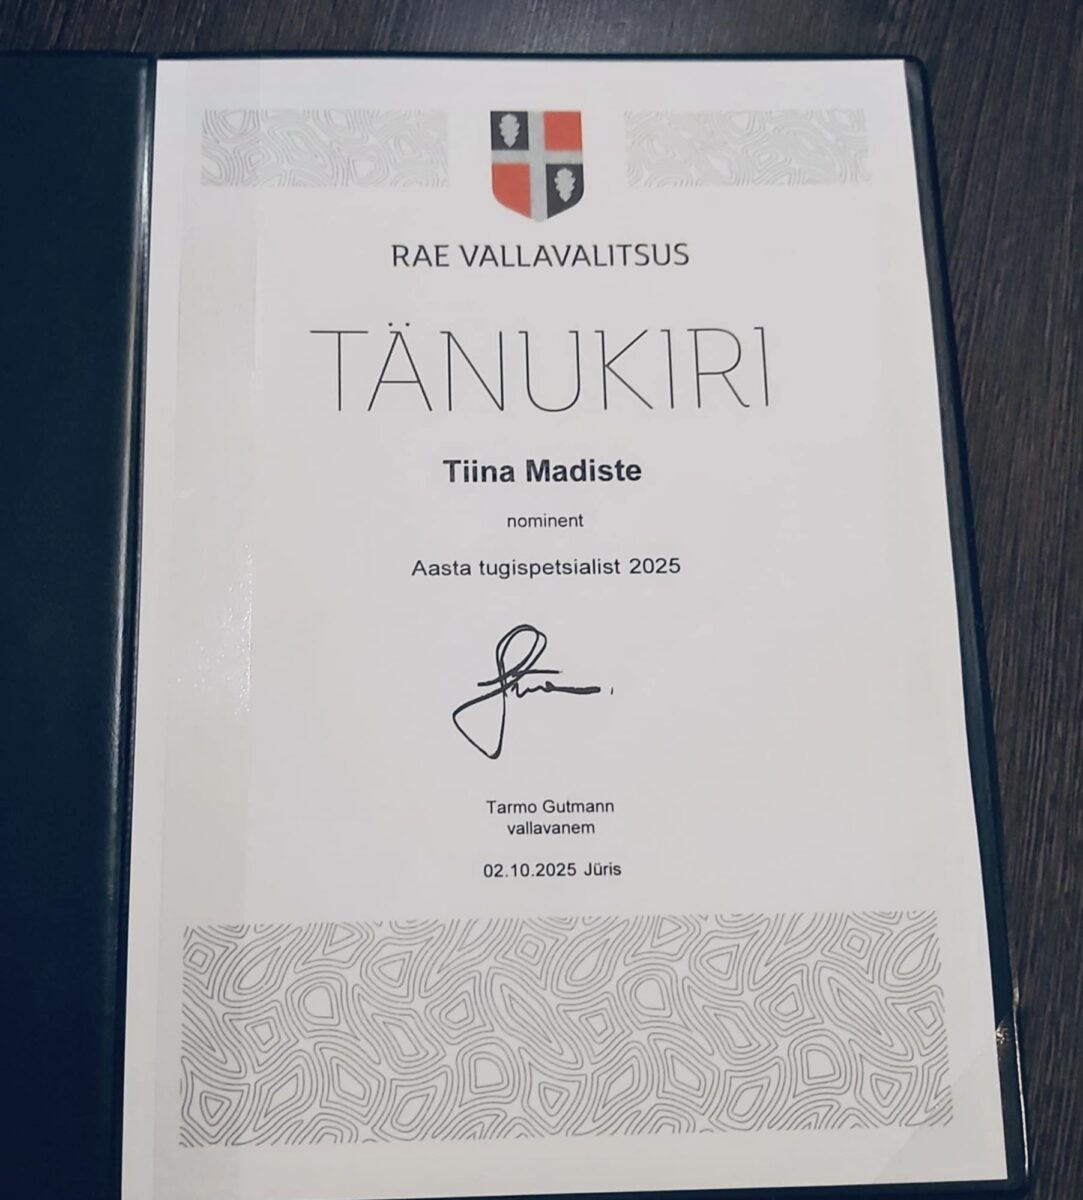 RAE VALLAVALITSUS
TÄNUKIRI
Tiina Madiste
nominent
Aasta tugispetsialist 2025
Tarmo Gutmann
vallavanem
02.10.2025 Jüris